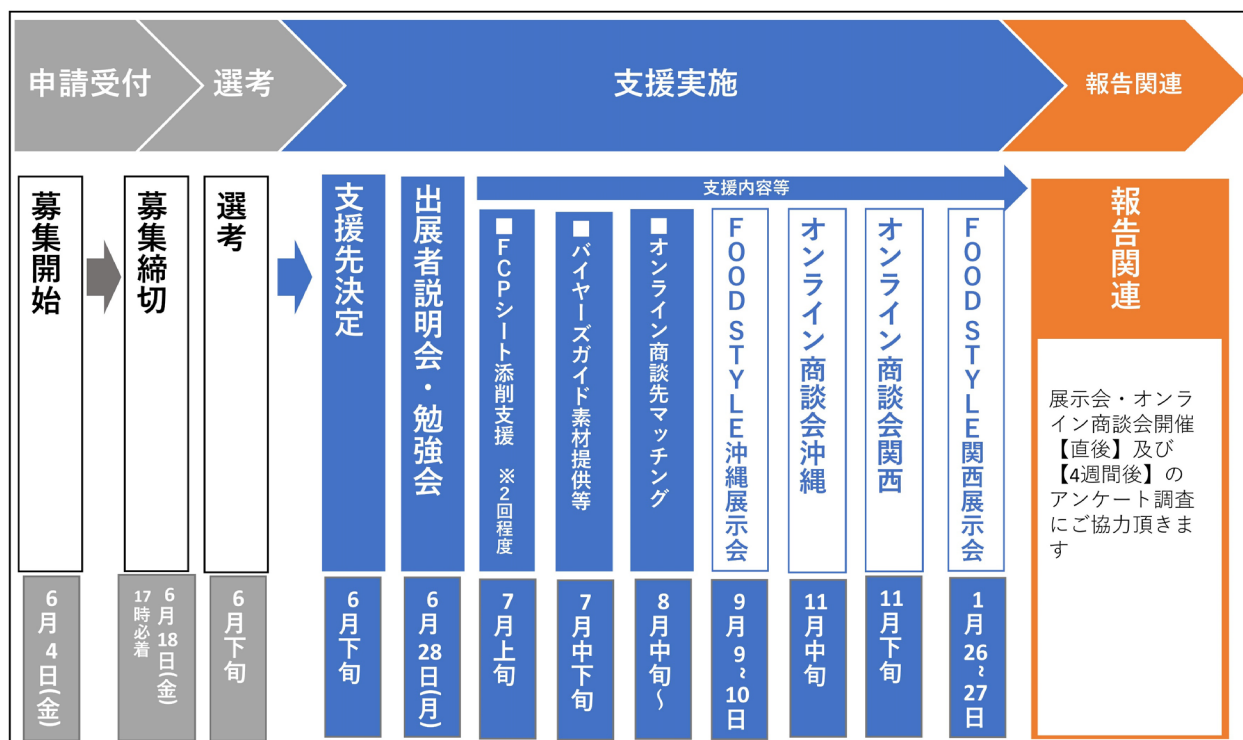 申請受付
選考
支援実施
報告関連
募集開始
募集締切
選考
支援先決定
出展者説明会・勉強会
支援内容等
■FCPシート添削支援 ※2回程度
■バイヤーズガイド素材提供等
■オンライン商談先マッチング
FOOD STYLE沖縄展示会
オンライン商談会沖縄
オンライン商談会関西
FOOD STYLE関西展示会
報告関連
展示会・オンラ
イン商談会開催
【直後】及び
【4週間後】の
アンケート調査
にご協力頂きま
す
6月4日(金)
6月18日(金)
17時必着
6月下旬
6月下旬
6月28日(月)
7月上旬
7月中下旬
8月中旬～
9月9~10日
11月中旬
11月下旬
1月26~27日